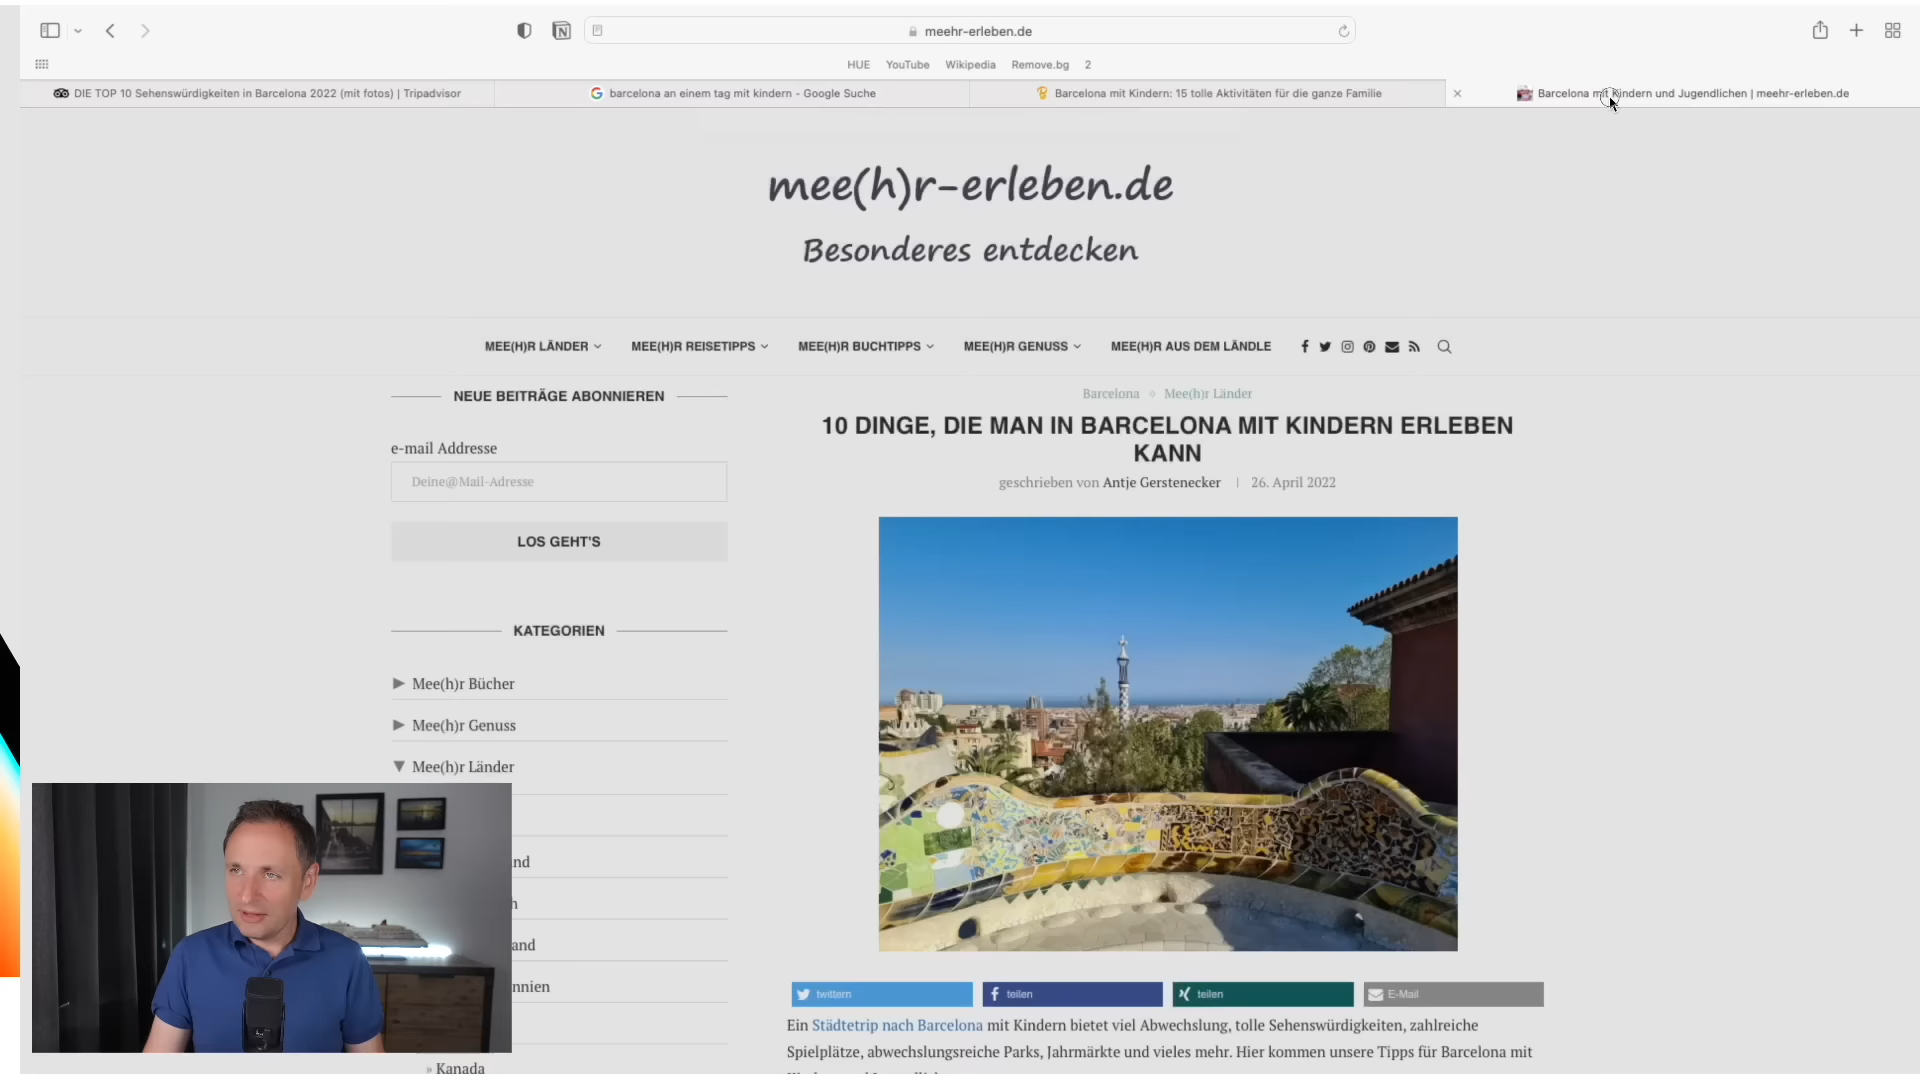 meehr-erleben.de
HUE YouTube Wikipedia Remove.bg 2
DIE TOP 10 Sehenswürdigkeiten in Barcelona 2022 (mit fotos) | Tripadvisor
barcelona an einem tag mit kindern - Google Suche
Barcelona mit Kindern: 15 tolle Aktivitäten für die ganze Familie
Barcelona mit Kindern und Jugendlichen | meehr-erleben.de
mee(h)r-erleben.de
Besonderes entdecken
MEE(H)R LÄNDER MEE(H)R REISETIPPS MEE(H)R BUCHTIPPS MEE(H)R GENUSS MEE(H)R AUS DEM LÄNDLE
NEUE BEITRÄGE ABONNIEREN
e-mail Addresse
Deine@Mail-Adresse
LOS GEHT'S
KATEGORIEN
Mee(h)r Bücher
Mee(h)r Genuss
Mee(h)r Länder
nd
n
and
nnien
» Kanada
Barcelona Mee(h)r Länder
10 DINGE, DIE MAN IN BARCELONA MIT KINDERN ERLEBEN
KANN
geschrieben von Antje Gerstenecker | 26. April 2022
twittern teilen teilen E-Mail
Ein Städtetrip nach Barcelona mit Kindern bietet viel Abwechslung, tolle Sehenswürdigkeiten, zahlreiche
Spielplätze, abwechslungsreiche Parks, Jahrmärkte und vieles mehr. Hier kommen unsere Tipps für Barcelona mit